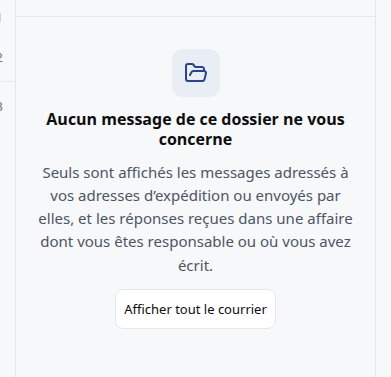 2
3
Aucun message de ce dossier ne vous
concerne
Seuls sont affichés les messages adressés à
vos adresses d'expédition ou envoyés par
elles, et les réponses reçues dans une affaire
dont vous êtes responsable ou où vous avez
écrit.
Afficher tout le courrier